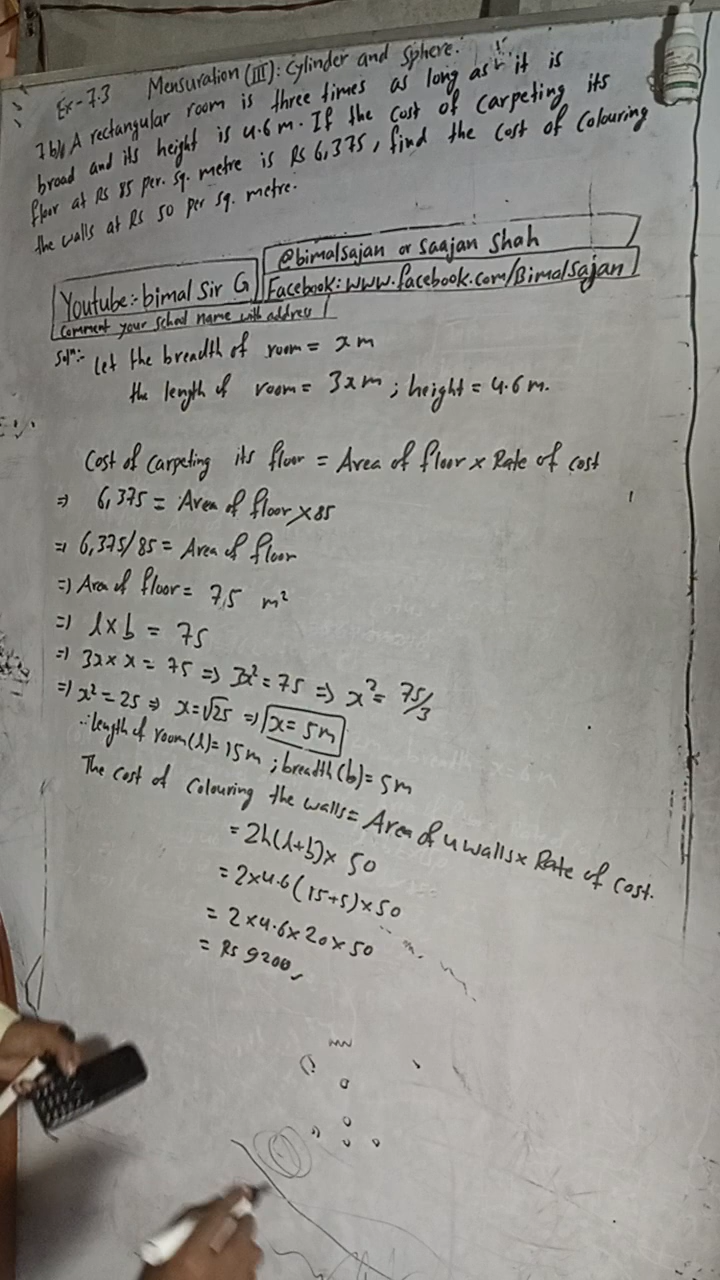 Ex-7.3 Mensuration (III): Cylinder and Sphere.
7 b) A rectangular room is three times as long as it is
broad and its height is 4.6 m. If the cost of carpeting its
floor at Rs 85 per. sq. metre is Rs 6,375, find the cost of colouring
the walls at Rs 50 per sq. metre.
@bimalsajan or Saajan Shah
Youtube:- bimal Sir G
Facebook: www.facebook.com/Bimalsajan
Comment your school name with address
Solⁿ:- Let the breadth of room = x m
the length of room = 3x m ; height = 4.6 m.
Cost of carpeting its floor = Area of floor × Rate of cost
⇒ 6,375 = Area of floor × 85
⇒ 6,375/85 = Area of floor
⇒ Area of floor = 75 m²
⇒ l × b = 75
⇒ 3x × x = 75 ⇒ 3x² = 75 ⇒ x² = 75/3
⇒ x² = 25 ⇒ x = √25 ⇒ x = 5m
∴ length of room (l) = 15m ; breadth (b) = 5m
The cost of colouring the walls = Area of 4 walls × Rate of cost.
= 2h(l+b) × 50
= 2×4.6(15+5)×50
= 2×4.6×20×50
= Rs 9200